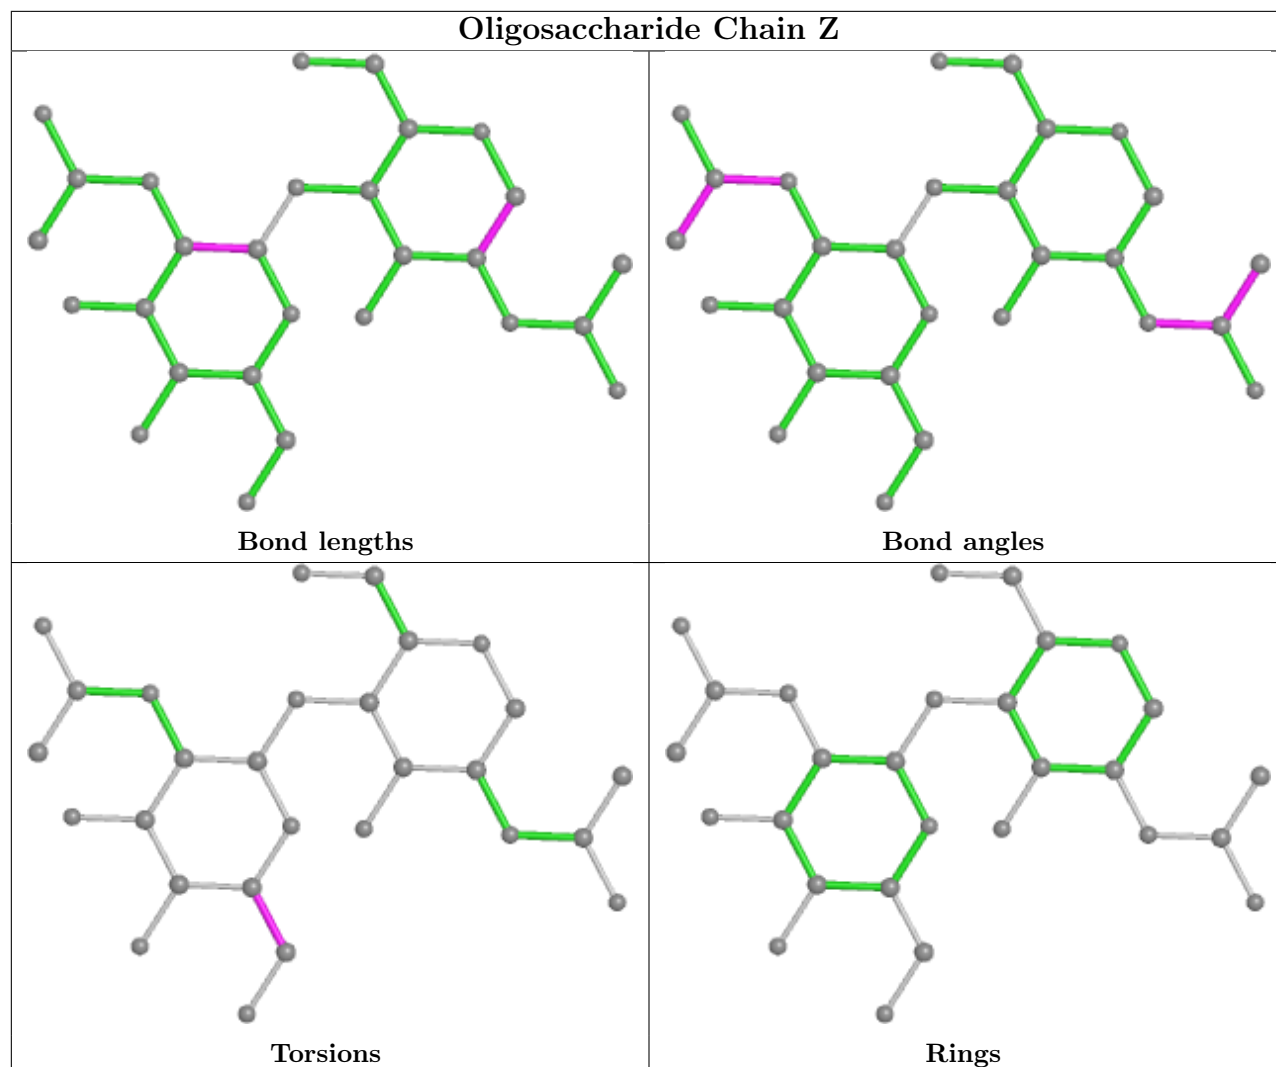 Oligosaccharide Chain Z
Bond lengths
Bond angles
Torsions
Rings